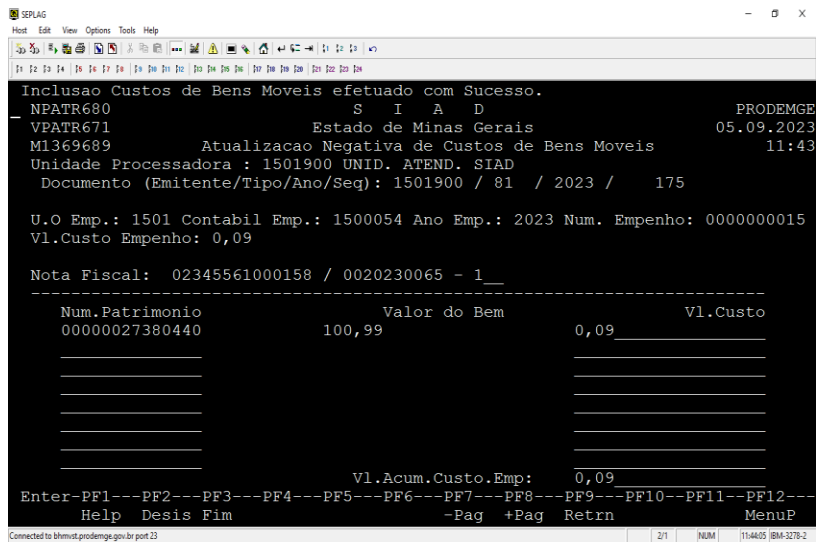 SEPLAG
Host Edit View Options Tools Help
Inclusao Custos de Bens Moveis efetuado com Sucesso.
NPATR680 S I A D PRODEMGE
VPATR671 Estado de Minas Gerais 05.09.2023
M1369689 Atualizacao Negativa de Custos de Bens Moveis 11:43
Unidade Processadora : 1501900 UNID. ATEND. SIAD
Documento (Emitente/Tipo/Ano/Seq): 1501900 / 81 / 2023 / 175
U.O Emp.: 1501 Contabil Emp.: 1500054 Ano Emp.: 2023 Num. Empenho: 0000000015
Vl.Custo Empenho: 0,09
Nota Fiscal: 02345561000158 / 0020230065 - 1__
-------------------------------------------------------------------------
Num.Patrimonio Valor do Bem Vl.Custo
00000027380440 100,99 0,09
Vl.Acum.Custo.Emp: 0,09
Enter-PF1---PF2---PF3---PF4---PF5---PF6---PF7---PF8---PF9---PF10--PF11--PF12---
Help Desis Fim -Pag +Pag Retrn MenuP
Connected to bhmvst.prodemge.gov.br port 23 2/1 NUM 11:44:05 IBM-3278-2